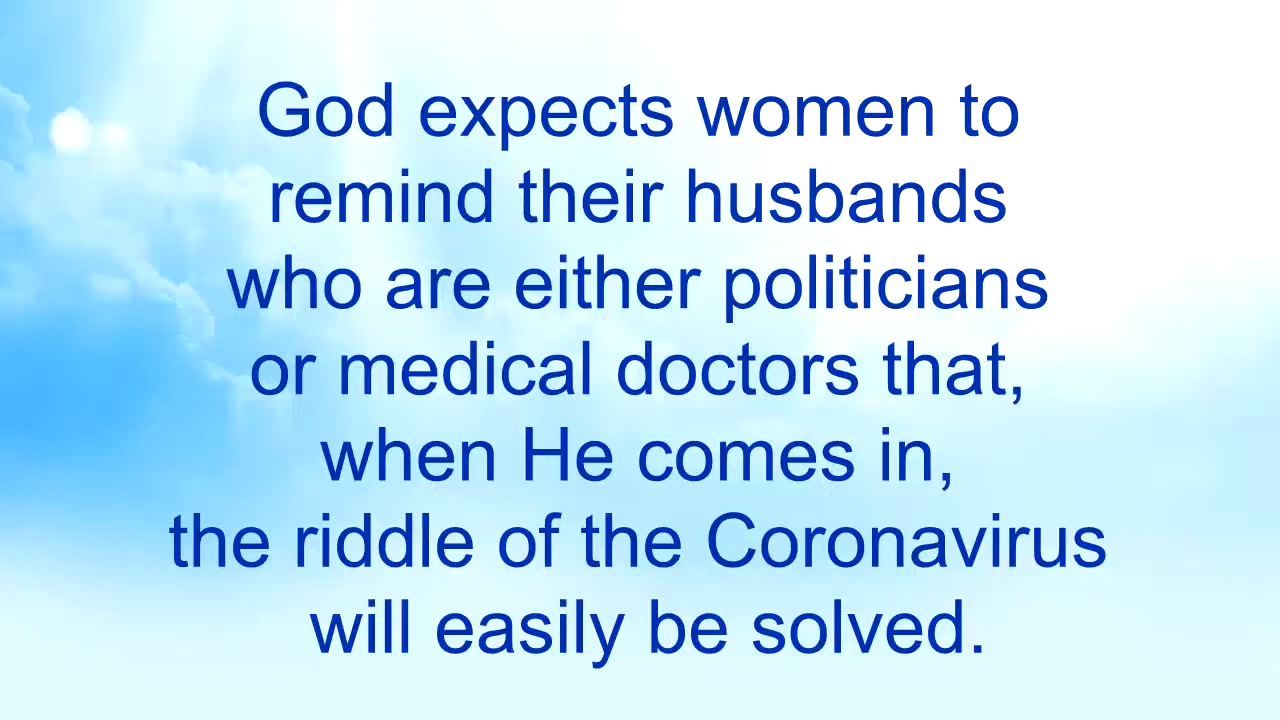 God expects women to
remind their husbands
who are either politicians
or medical doctors that,
when He comes in,
the riddle of the Coronavirus
will easily be solved.